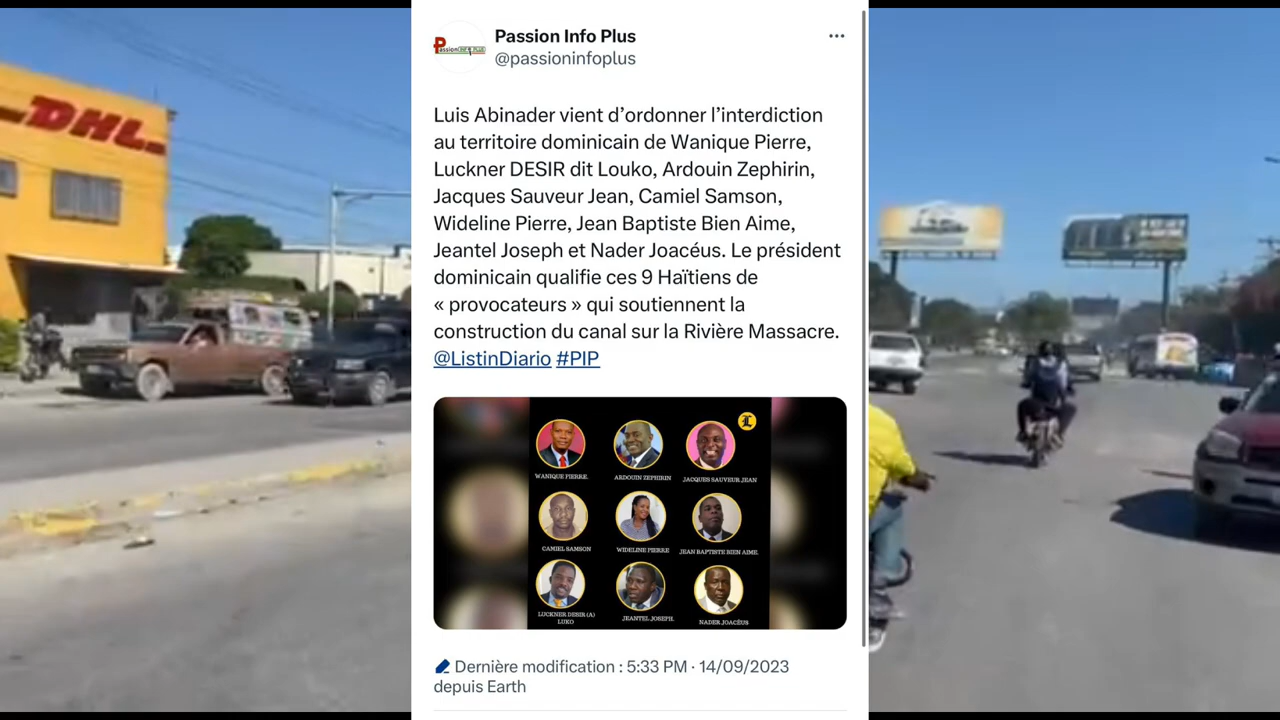 DHL
Passion Info Plus
@passioninfoplus
Luis Abinader vient d’ordonner l’interdiction
au territoire dominicain de Wanique Pierre,
Luckner DESIR dit Louko, Ardouin Zephirin,
Jacques Sauveur Jean, Camiel Samson,
Wideline Pierre, Jean Baptiste Bien Aime,
Jeantel Joseph et Nader Joacéus. Le président
dominicain qualifie ces 9 Haïtiens de
« provocateurs » qui soutiennent la
construction du canal sur la Rivière Massacre.
@ListinDiario #PIP
L
WANIQUE PIERRE.
ARDOUIN ZEPHIRIN
JACQUES SAUVEUR JEAN
CAMIEL SAMSON
WIDELINE PIERRE
JEAN BAPTISTE BIEN AIME.
LUCKNER DESIR (A)
LUKO
JEANTEL JOSEPH.
NADER JOACÉUS
Dernière modification : 5:33 PM · 14/09/2023
depuis Earth